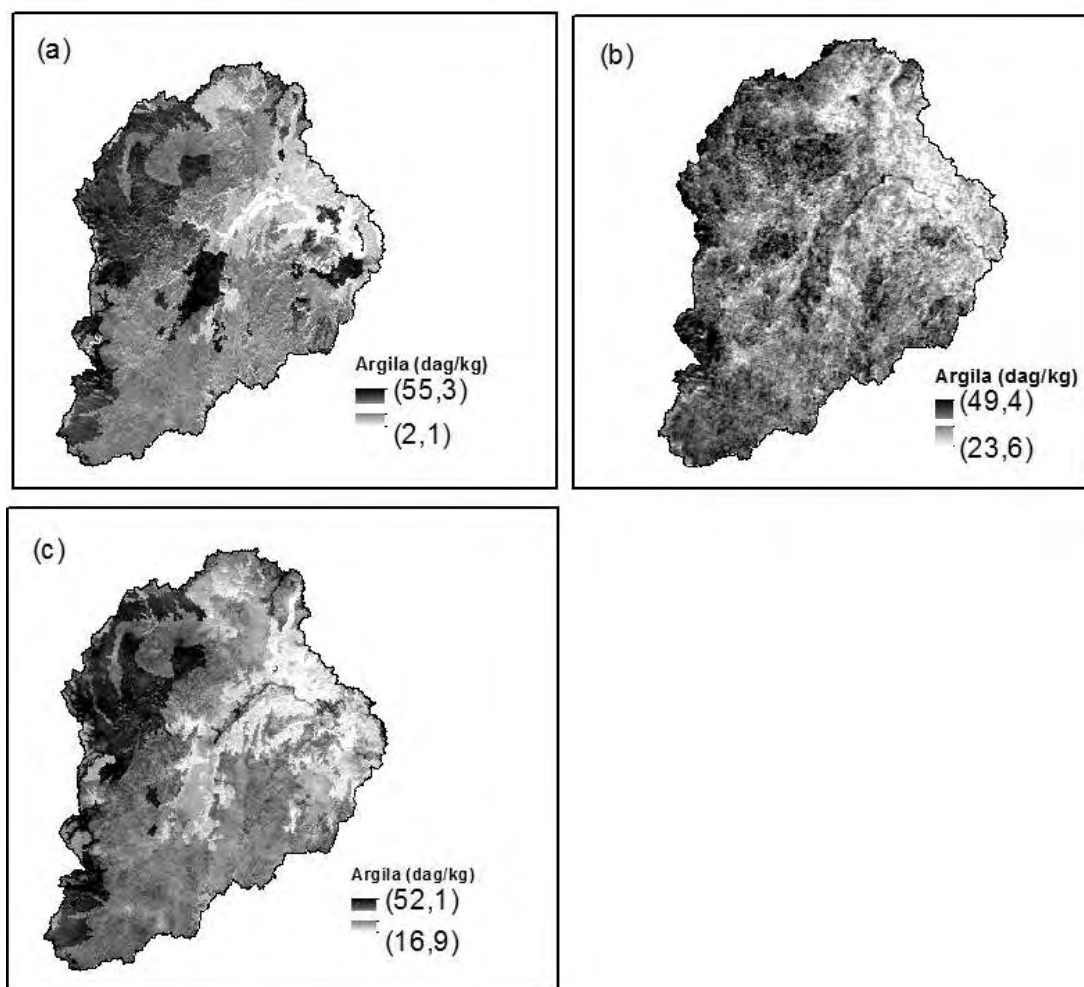 (a)
Argila (dag/kg)
(55,3)
(2,1)
(b)
Argila (dag/kg)
(49,4)
(23,6)
(c)
Argila (dag/kg)
(52,1)
(16,9)